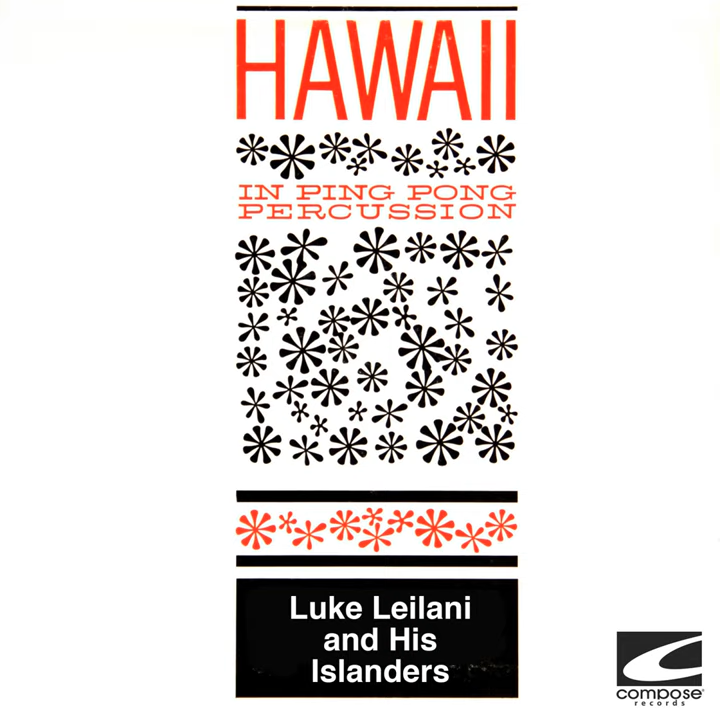 HAWAII
IN PING PONG
PERCUSSION
Luke Leilani
and His
Islanders
compose®
records